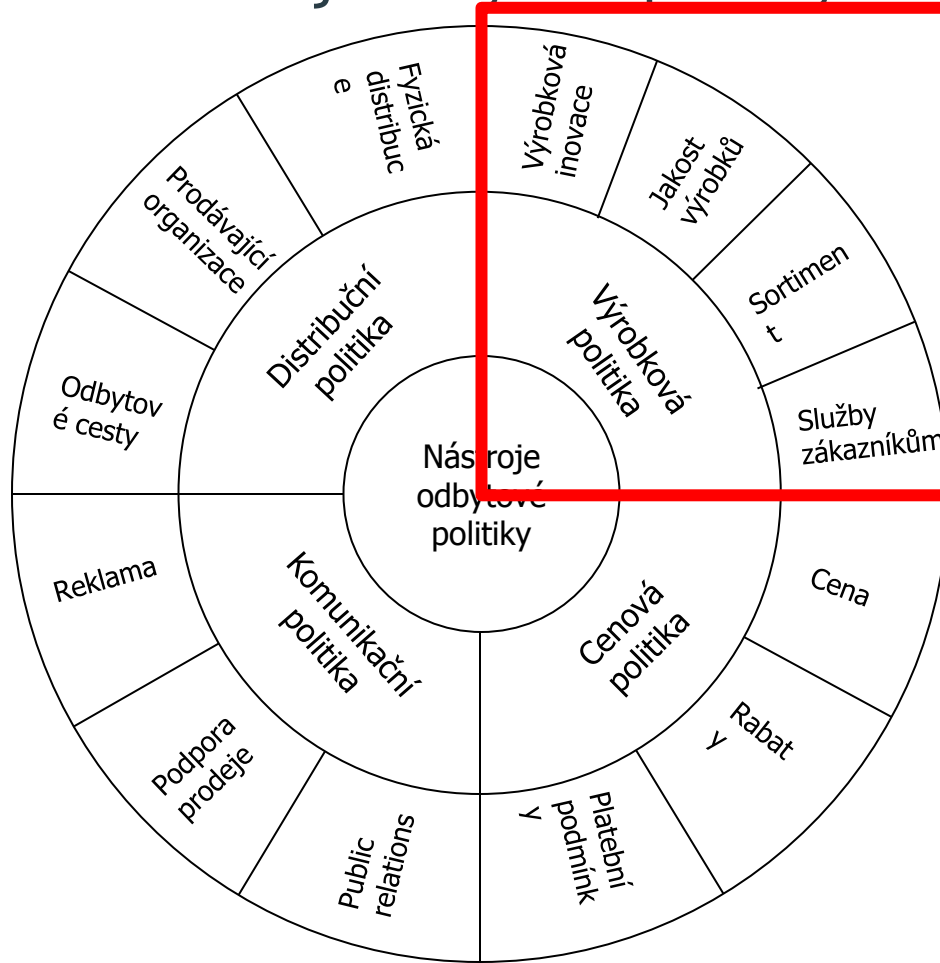 Fyzická
distribuc
e
Výrobková
inovace
Jakost
výrobků
Sortimen
t
Služby
zákazníkům
Prodávající
organizace
Odbytov
é cesty
Distribuční
politika
Výrobková
politika
Nástroje
odbytové
politiky
Komunikační
politika
Cenová
politika
Reklama
Podpora
prodeje
Public
relations
Platební
podmínk
y
Rabat
y
Cena